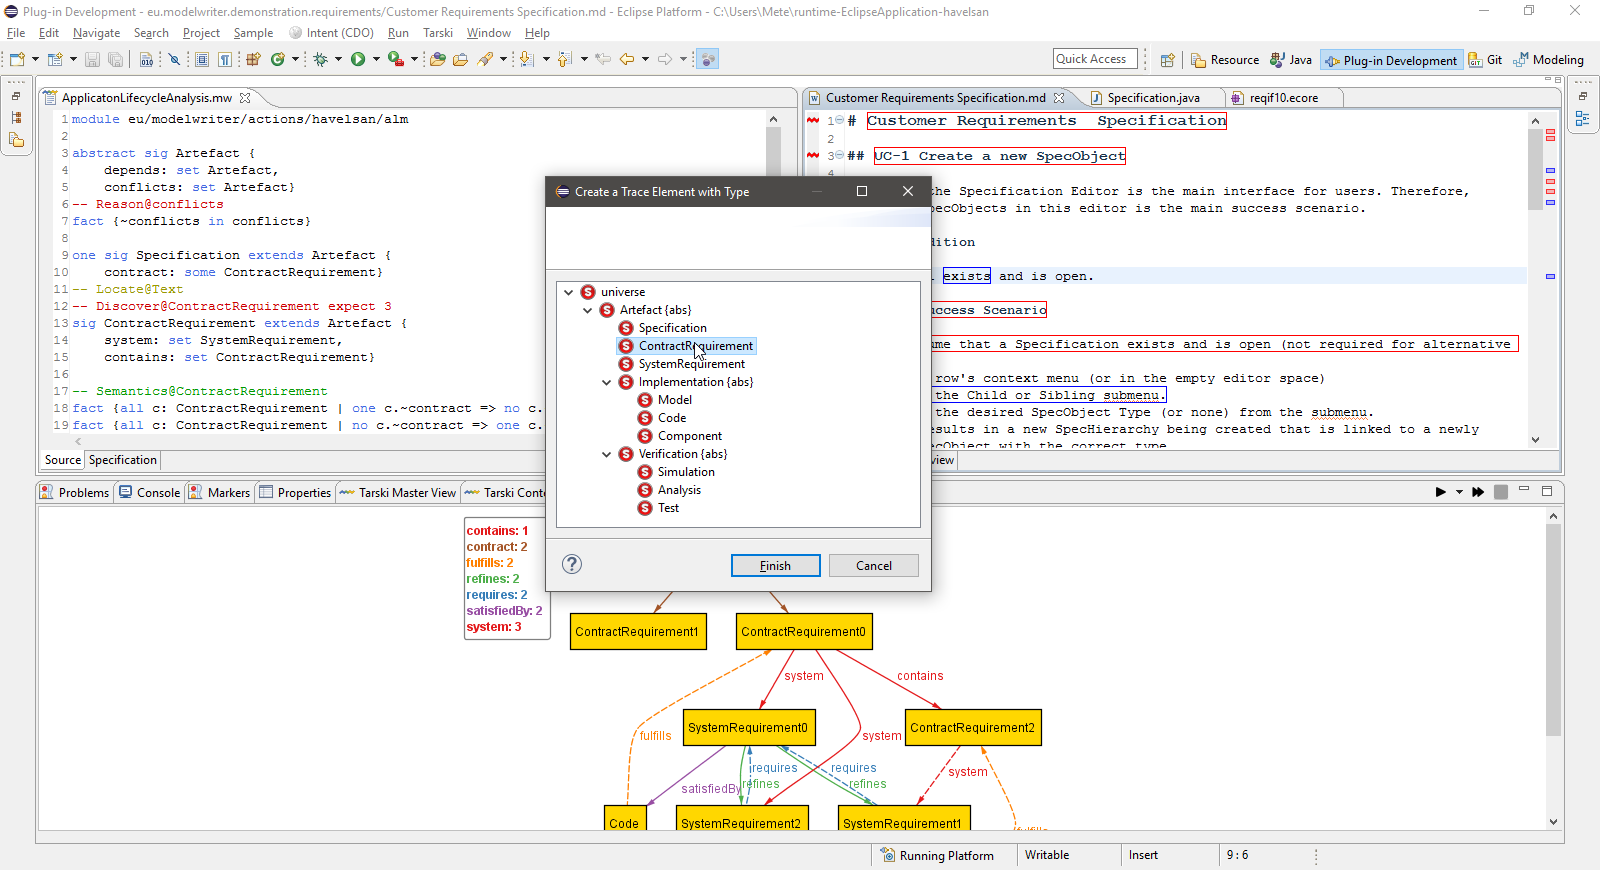 Plug-in Development - eu.modelwriter.demonstration.requirements/Customer Requirements Specification.md - Eclipse Platform - C:\Users\Mete\runtime-EclipseApplication-havelsan
File Edit Navigate Search Project Sample Intent (CDO) Run Tarski Window Help
Quick Access Resource Java Plug-in Development Git Modeling
ApplicatonLifecycleAnalysis.mw
1 module eu/modelwriter/actions/havelsan/alm
2
3 abstract sig Artefact {
4 depends: set Artefact,
5 conflicts: set Artefact}
6 -- Reason@conflicts
7 fact {~conflicts in conflicts}
8
9 one sig Specification extends Artefact {
10 contract: some ContractRequirement}
11 -- Locate@Text
12 -- Discover@ContractRequirement expect 3
13 sig ContractRequirement extends Artefact {
14 system: set SystemRequirement,
15 contains: set ContractRequirement}
16
17 -- Semantics@ContractRequirement
18 fact {all c: ContractRequirement | one c.~contract => no c.
19 fact {all c: ContractRequirement | no c.~contract => one c.
Source Specification
Customer Requirements Specification.md Specification.java reqif10.ecore
1 # Customer Requirements  Specification
2
3 ## UC-1 Create a new SpecObject
4
the Specification Editor is the main interface for users. Therefore,
ecObjects in this editor is the main success scenario.
dition
exists and is open.
ccess Scenario
ume that a Specification exists and is open (not required for alternative
row's context menu (or in the empty editor space)
the Child or Sibling submenu.
the desired SpecObject Type (or none) from the submenu.
esults in a new SpecHierarchy being created that is linked to a newly
ecObject with the correct type
view
Create a Trace Element with Type
universe
Artefact {abs}
Specification
ContractRequirement
SystemRequirement
Implementation {abs}
Model
Code
Component
Verification {abs}
Simulation
Analysis
Test
Finish Cancel
Problems Console Markers Properties Tarski Master View Tarski Conte
contains: 1
contract: 2
fulfills: 2
refines: 2
requires: 2
satisfiedBy: 2
system: 3
ContractRequirement1 ContractRequirement0
system contains
SystemRequirement0 ContractRequirement2
fulfills system
requires requires system
satisfiedBy refines refines
Code SystemRequirement2 SystemRequirement1
fulfills
Running Platform Writable Insert 9:6